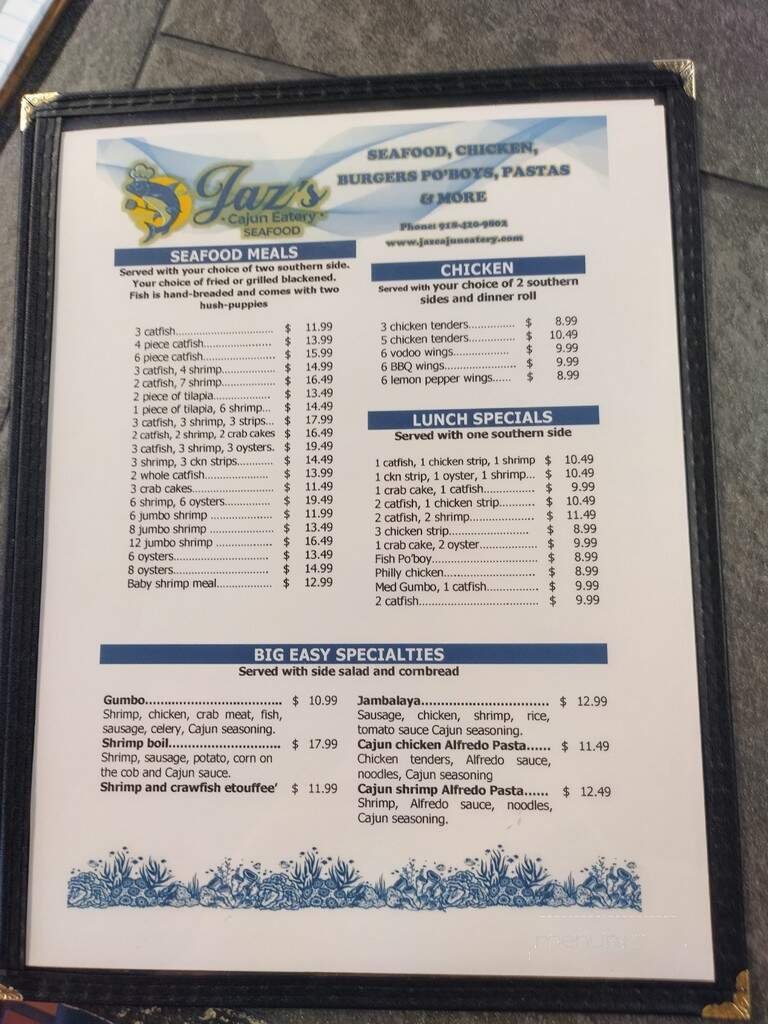 Jaz's
Cajun Eatery
SEAFOOD
SEAFOOD, CHICKEN,
BURGERS PO'BOYS, PASTAS
& MORE
Phone: 918-420-9802
www.jazcajuneatery.com
SEAFOOD MEALS
Served with your choice of two southern side.
Your choice of fried or grilled blackened.
Fish is hand-breaded and comes with two
hush-puppies
3 catfish.............................. $ 11.99
4 piece catfish..................... $ 13.99
6 piece catfish...................... $ 15.99
3 catfish, 4 shrimp................ $ 14.99
2 catfish, 7 shrimp................ $ 16.49
2 piece of tilapia................. $ 13.49
1 piece of tilapia, 6 shrimp... $ 14.49
3 catfish, 3 shrimp, 3 strips... $ 17.99
2 catfish, 2 shrimp, 2 crab cakes $ 16.49
3 catfish, 3 shrimp, 3 oysters. $ 19.49
3 shrimp, 3 ckn strips........... $ 14.49
2 whole catfish.................... $ 13.99
3 crab cakes........................ $ 11.49
6 shrimp, 6 oysters.............. $ 19.49
6 jumbo shrimp ................... $ 11.99
8 jumbo shrimp .................... $ 13.49
12 jumbo shrimp ................. $ 16.49
6 oysters............................. $ 13.49
8 oysters............................. $ 14.99
Baby shrimp meal................. $ 12.99
CHICKEN
Served with your choice of 2 southern
sides and dinner roll
3 chicken tenders.............. $ 8.99
5 chicken tenders.............. $ 10.49
6 vodoo wings................. $ 9.99
6 BBQ wings...................... $ 9.99
6 lemon pepper wings...... $ 8.99
LUNCH SPECIALS
Served with one southern side
1 catfish, 1 chicken strip, 1 shrimp $ 10.49
1 ckn strip, 1 oyster, 1 shrimp... $ 10.49
1 crab cake, 1 catfish............... $ 9.99
2 catfish, 1 chicken strip........... $ 10.49
2 catfish, 2 shrimp.................... $ 11.49
3 chicken strip......................... $ 8.99
1 crab cake, 2 oyster................. $ 9.99
Fish Po'boy................................ $ 8.99
Philly chicken............................ $ 8.99
Med Gumbo, 1 catfish............... $ 9.99
2 catfish.................................... $ 9.99
BIG EASY SPECIALTIES
Served with side salad and cornbread
Gumbo.................................. $ 10.99
Shrimp, chicken, crab meat, fish,
sausage, celery, Cajun seasoning.
Shrimp boil........................... $ 17.99
Shrimp, sausage, potato, corn on
the cob and Cajun sauce.
Shrimp and crawfish etouffee' $ 11.99
Jambalaya............................... $ 12.99
Sausage, chicken, shrimp, rice,
tomato sauce Cajun seasoning.
Cajun chicken Alfredo Pasta...... $ 11.49
Chicken tenders, Alfredo sauce,
noodles, Cajun seasoning
Cajun shrimp Alfredo Pasta...... $ 12.49
Shrimp, Alfredo sauce, noodles,
Cajun seasoning.